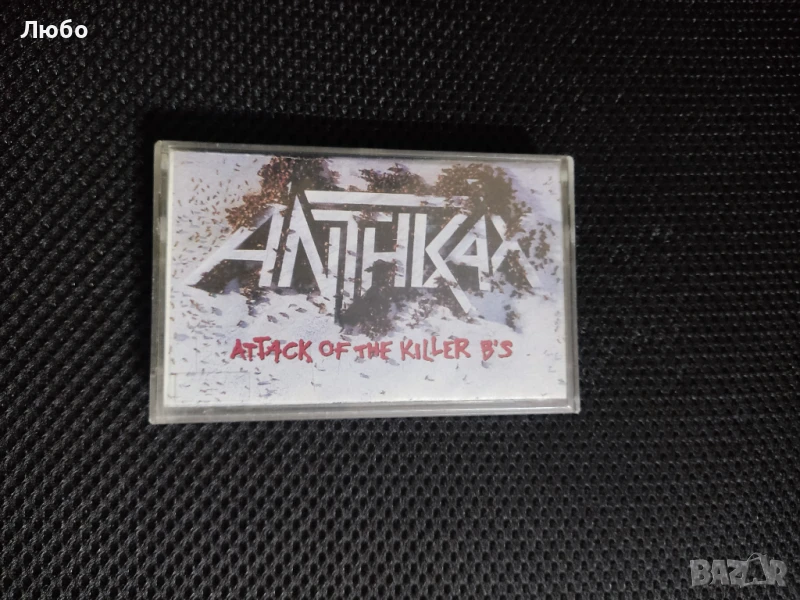 Любо
ANTHRAX
ATTACK OF THE KILLER B'S
BAZAR